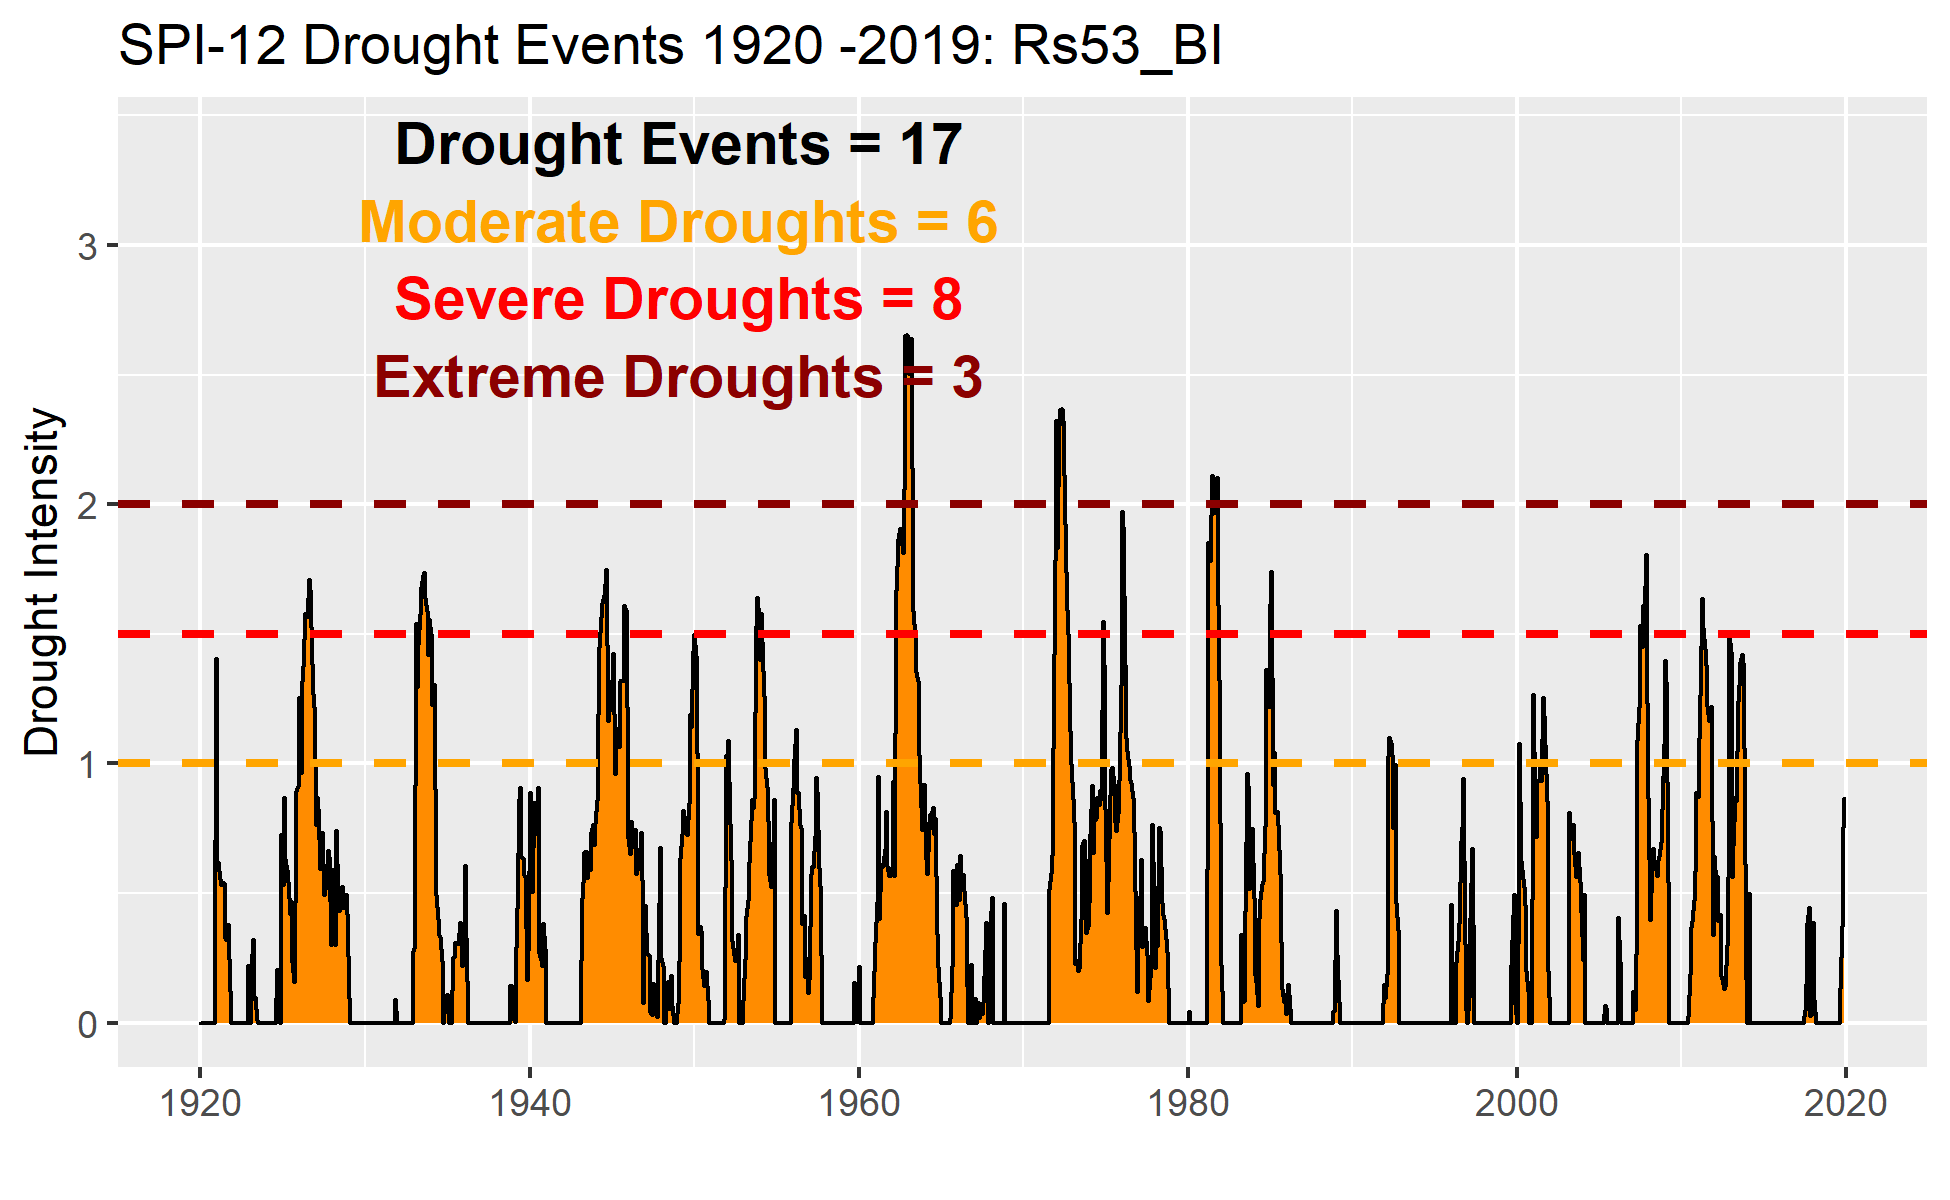 SPI-12 Drought Events 1920 -2019: Rs53_BI
Drought Events = 17
Moderate Droughts = 6
Severe Droughts = 8
Extreme Droughts = 3
Drought Intensity
3
2
1
0
1920
1940
1960
1980
2000
2020